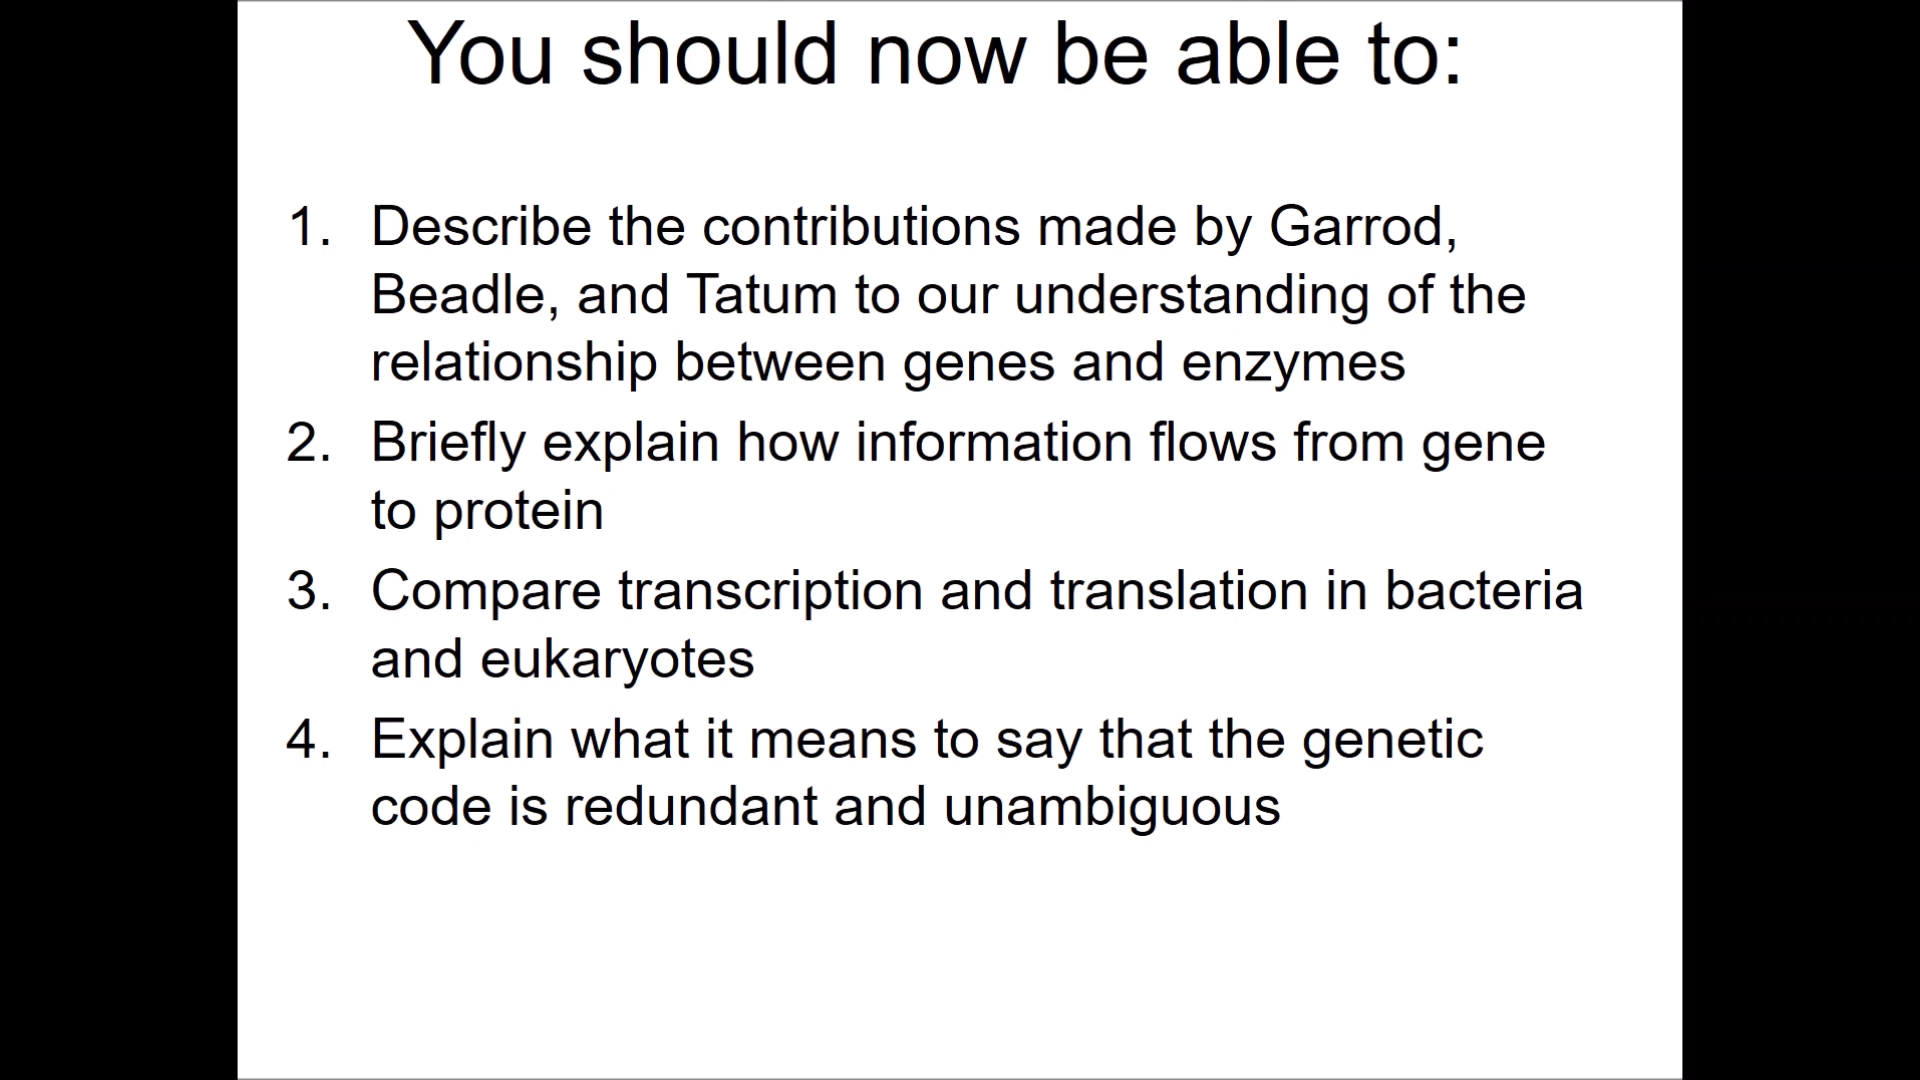 You should now be able to:
1. Describe the contributions made by Garrod,
Beadle, and Tatum to our understanding of the
relationship between genes and enzymes
2. Briefly explain how information flows from gene
to protein
3. Compare transcription and translation in bacteria
and eukaryotes
4. Explain what it means to say that the genetic
code is redundant and unambiguous